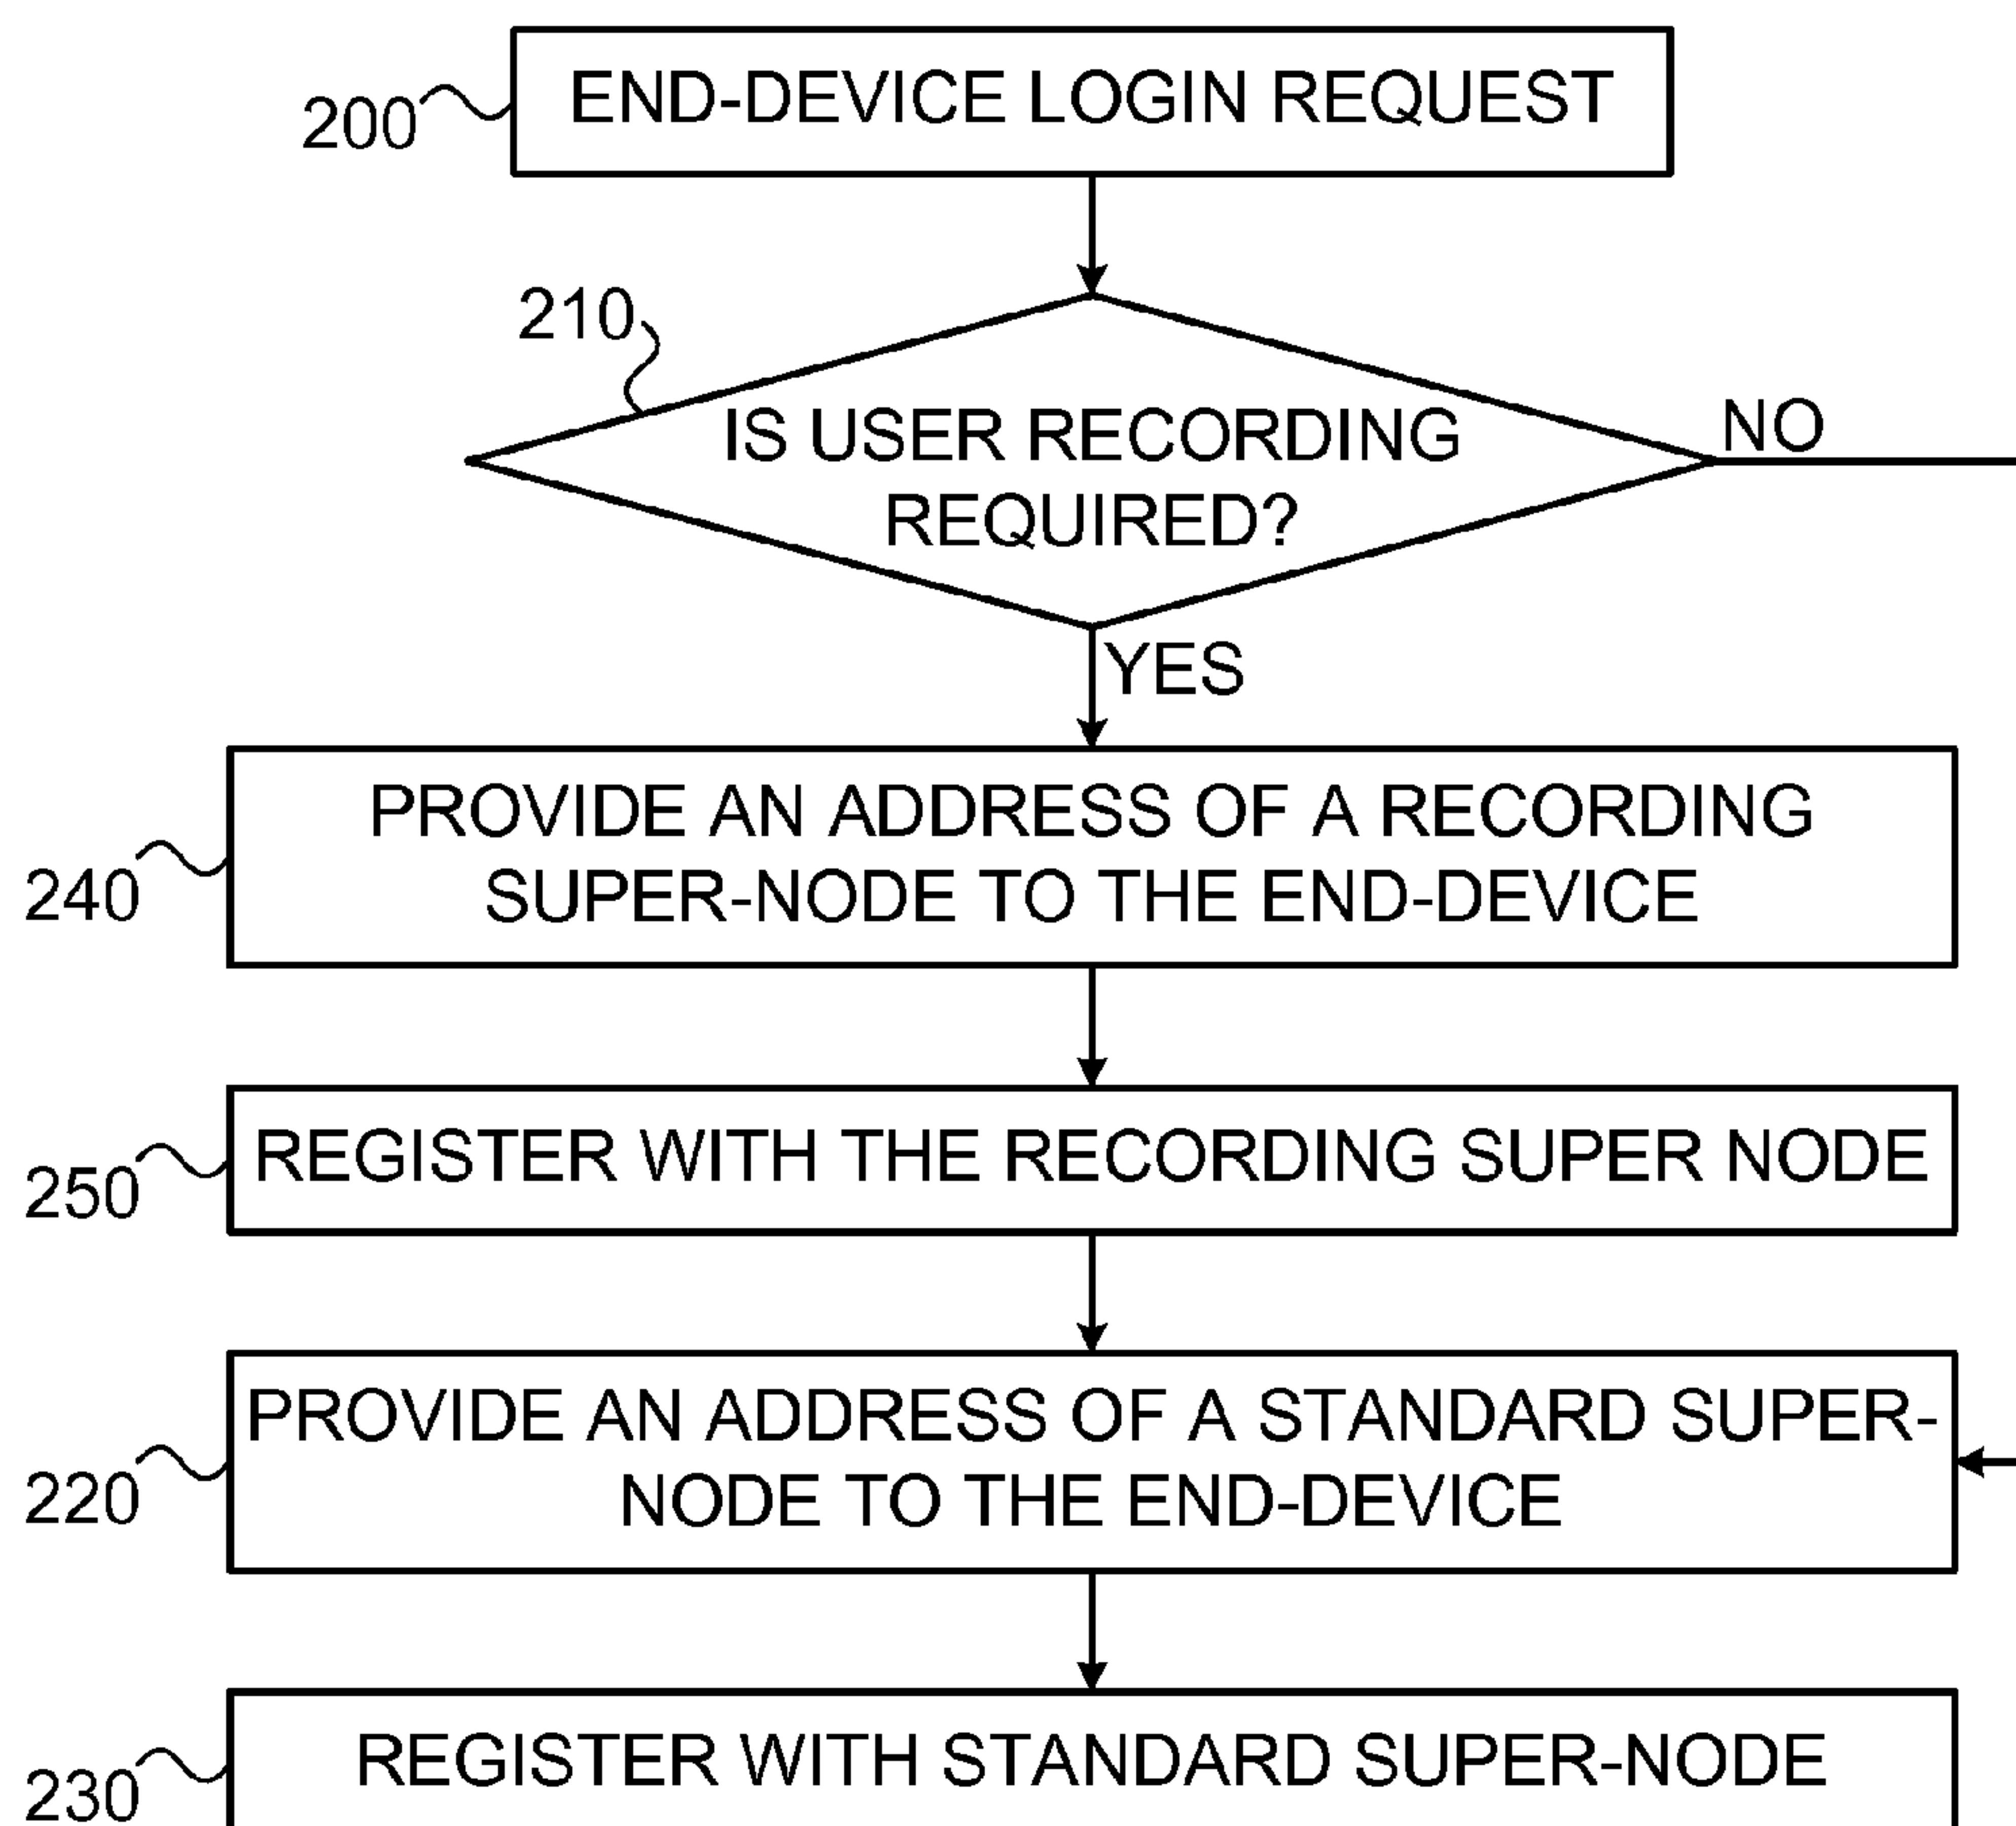 200
END-DEVICE LOGIN REQUEST
210
IS USER RECORDING
REQUIRED?
NO
YES
240
PROVIDE AN ADDRESS OF A RECORDING
SUPER-NODE TO THE END-DEVICE
250
REGISTER WITH THE RECORDING SUPER NODE
220
PROVIDE AN ADDRESS OF A STANDARD SUPER-
NODE TO THE END-DEVICE
230
REGISTER WITH STANDARD SUPER-NODE